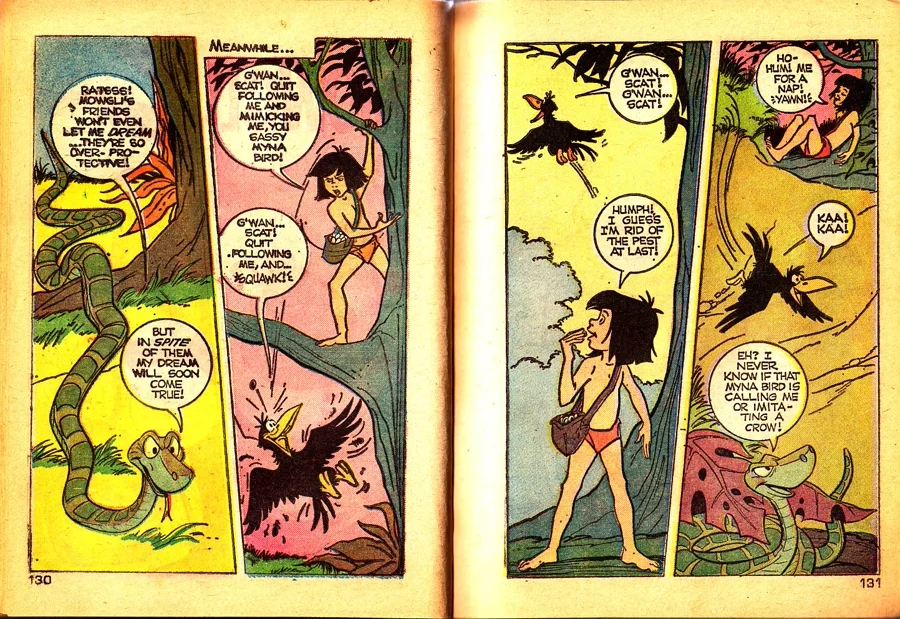 RATSSS!
MOWGLI'S
FRIENDS
WON'T EVEN
LET ME DREAM
...THEY'RE SO
OVER-PRO-
TECTIVE!
BUT
IN SPITE
OF THEM
MY DREAM
WILL SOON
COME
TRUE!
MEANWHILE...
G'WAN...
SCAT! QUIT
FOLLOWING
ME AND
MIMICKING
ME, YOU
SASSY
MYNA
BIRD!
G'WAN...
SCAT!
QUIT
FOLLOWING
ME, AND...
SQUAWK!
130
G'WAN...
SCAT!
G'WAN...
SCAT!
HUMPH!
I GUESS
I'M RID OF
THE PEST
AT LAST!
HO-
HUM! ME
FOR A
NAP!
YAWN!
KAA!
KAA!
EH? I
NEVER
KNOW IF THAT
MYNA BIRD IS
CALLING ME
OR IMITA-
TING A
CROW!
131